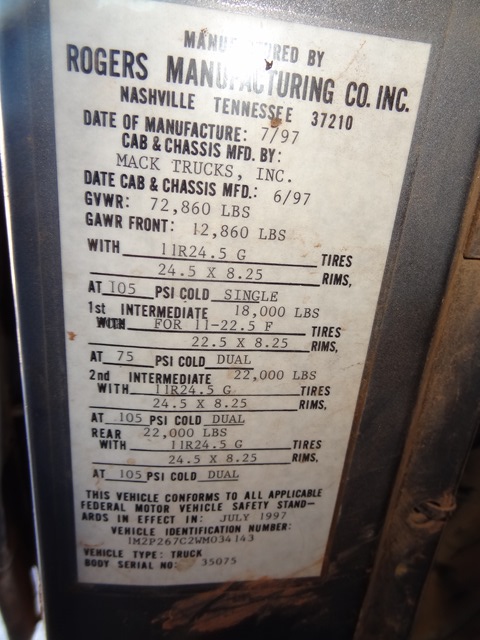 MANUFACTURED BY
ROGERS MANUFACTURING CO. INC.
NASHVILLE TENNESSEE 37210
DATE OF MANUFACTURE: 7/97
CAB & CHASSIS MFD. BY:
MACK TRUCKS, INC.
DATE CAB & CHASSIS MFD.: 6/97
GVWR: 72,860 LBS
GAWR FRONT: 12,860 LBS
WITH 11R24.5 G TIRES
24.5 X 8.25 RIMS,
AT 105 PSI COLD SINGLE
1st INTERMEDIATE 18,000 LBS
WITH FOR 11-22.5 F TIRES
22.5 X 8.25 RIMS,
AT 75 PSI COLD DUAL
2nd INTERMEDIATE 22,000 LBS
WITH 11R24.5 G TIRES
24.5 X 8.25 RIMS,
AT 105 PSI COLD DUAL
REAR 22,000 LBS
WITH 11R24.5 G TIRES
24.5 X 8.25 RIMS,
AT 105 PSI COLD DUAL
THIS VEHICLE CONFORMS TO ALL APPLICABLE
FEDERAL MOTOR VEHICLE SAFETY STAND-
ARDS IN EFFECT IN: JULY 1997
VEHICLE IDENTIFICATION NUMBER:
1M2P267C2WM034143
VEHICLE TYPE: TRUCK
BODY SERIAL NO: 35075